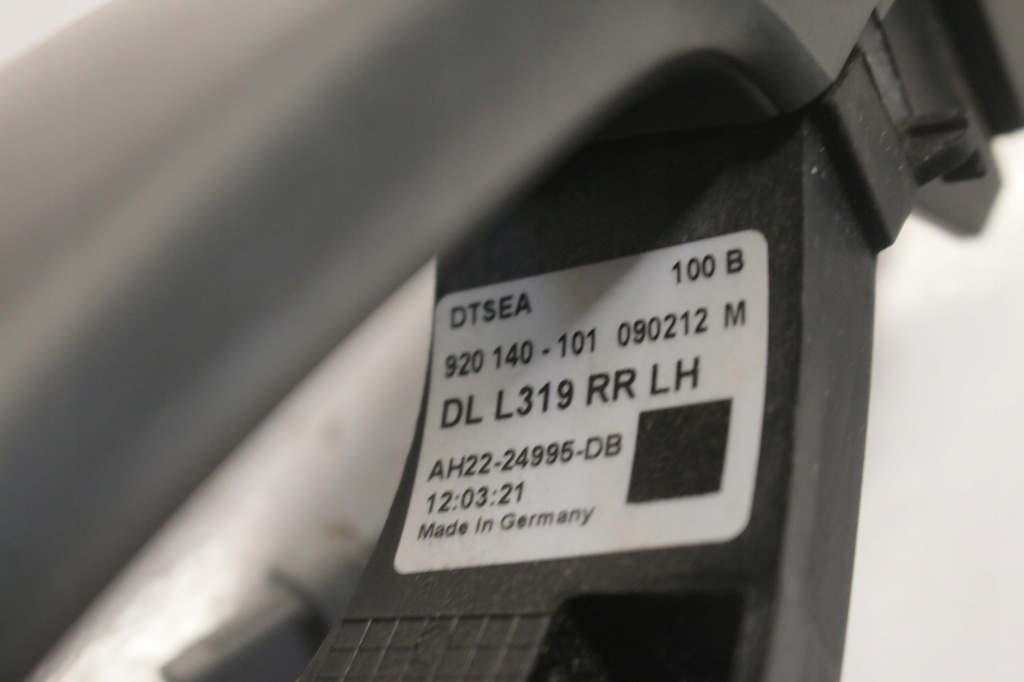 100 B
DTSEA
920 140 - 101 090212 M
DL L319 RR LH
AH22-24995-DB
12:03:21
Made In Germany